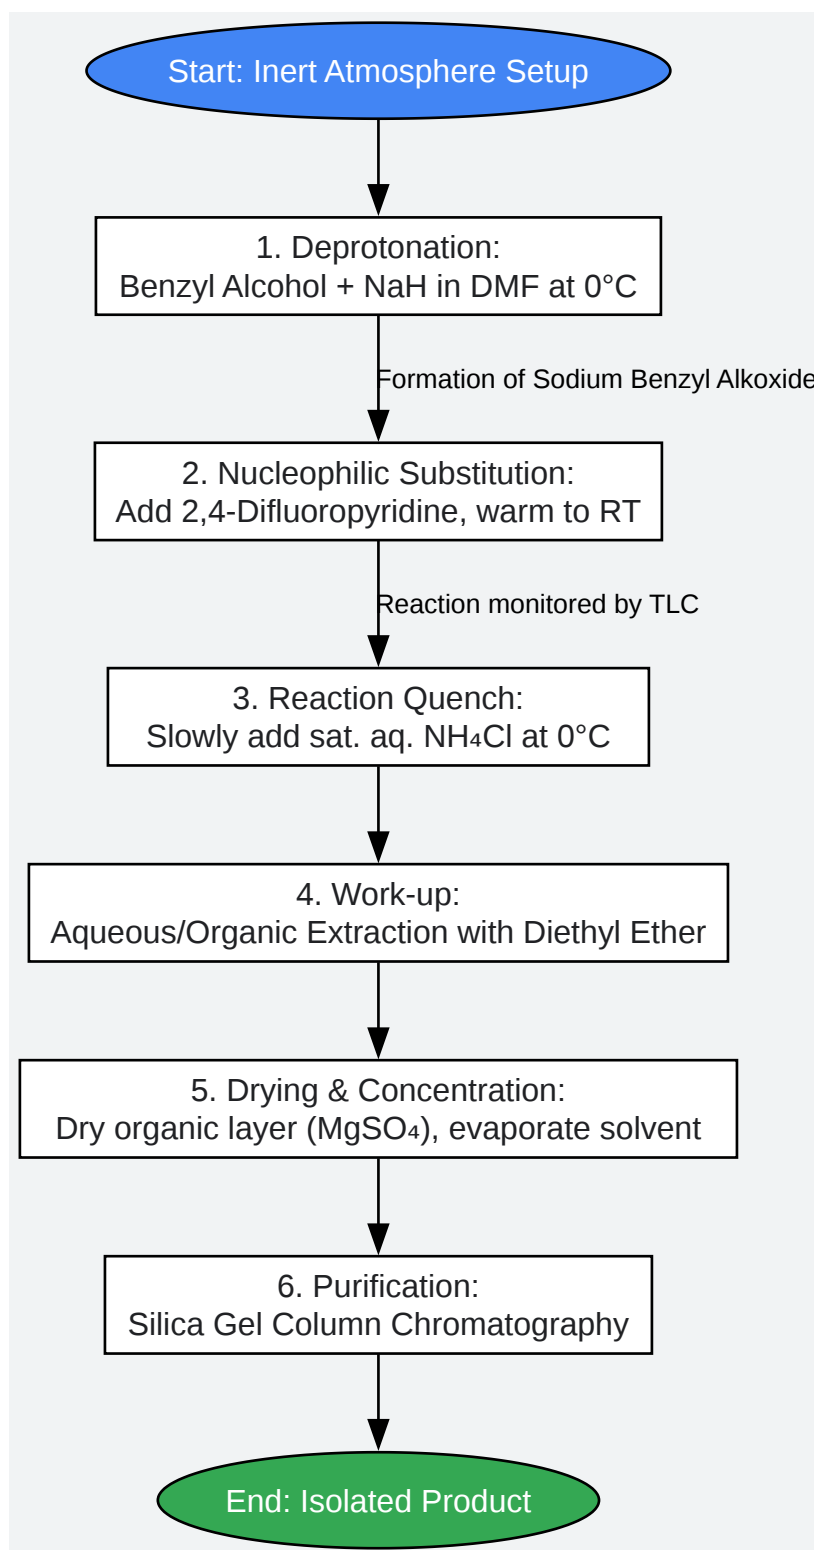 Start: Inert Atmosphere Setup
1. Deprotonation:
Benzyl Alcohol + NaH in DMF at 0°C
Formation of Sodium Benzyl Alkoxide
2. Nucleophilic Substitution:
Add 2,4-Difluoropyridine, warm to RT
Reaction monitored by TLC
3. Reaction Quench:
Slowly add sat. aq. NH₄Cl at 0°C
4. Work-up:
Aqueous/Organic Extraction with Diethyl Ether
5. Drying & Concentration:
Dry organic layer (MgSO₄), evaporate solvent
6. Purification:
Silica Gel Column Chromatography
End: Isolated Product